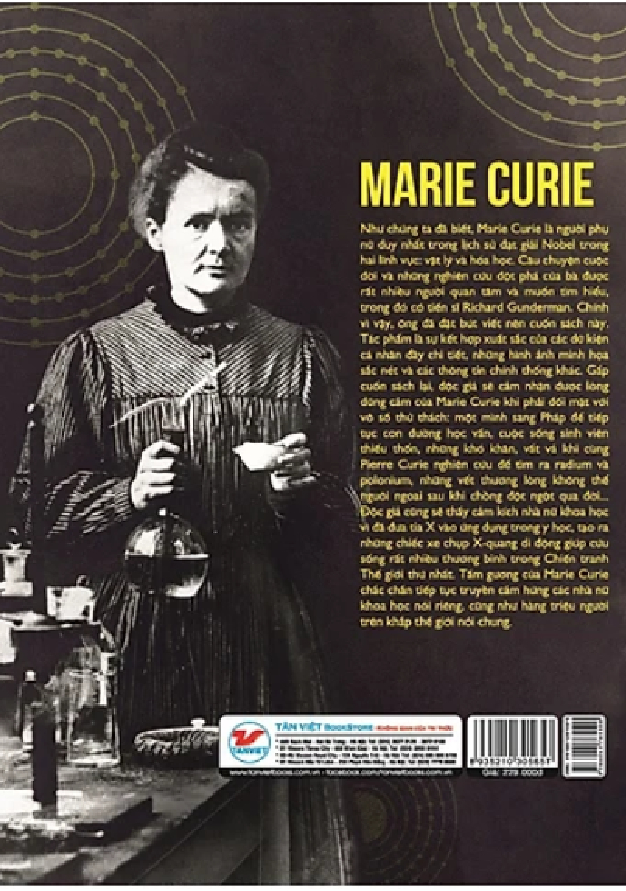 MARIE CURIE
Như chúng ta đã biết, Marie Curie là người phụ
nữ duy nhất trong lịch sử đạt giải Nobel trong
hai lĩnh vực: vật lý và hóa học. Câu chuyện cuộc
đời và những nghiên cứu đột phá của bà được
rất nhiều người quan tâm và muốn tìm hiểu,
trong đó có tiến sĩ Richard Gunderman. Chính
vì vậy, ông đã đặt bút viết nên cuốn sách này.
Tác phẩm là sự kết hợp xuất sắc của các dữ kiện
cá nhân đầy chi tiết, những hình ảnh minh họa
sắc nét và các thông tin chính thống khác. Gấp
cuốn sách lại, độc giả sẽ cảm nhận được lòng
dũng cảm của Marie Curie khi phải đối mặt với
vô số thử thách: một mình sang Pháp để tiếp
tục con đường học vấn, cuộc sống sinh viên
thiếu thốn, những khó khăn, vất vả khi cùng
Pierre Curie nghiên cứu để tìm ra radium và
polonium, những vết thương lòng không thể
nguôi ngoai sau khi chồng đột ngột qua đời...
Độc giả cũng sẽ thấy cảm kích nhà nữ khoa học
vì đã đưa tia X vào ứng dụng trong y học, tạo ra
những chiếc xe chụp X-quang di động giúp cứu
sống rất nhiều thương binh trong Chiến tranh
Thế giới thứ nhất. Tấm gương của Marie Curie
chắc chắn tiếp tục truyền cảm hứng các nhà nữ
khoa học nói riêng, cũng như hàng triệu người
trên khắp thế giới nói chung.
TÂN VIỆT BOOKSTORE
TANVIET
www.tanvietbooks.com.vn